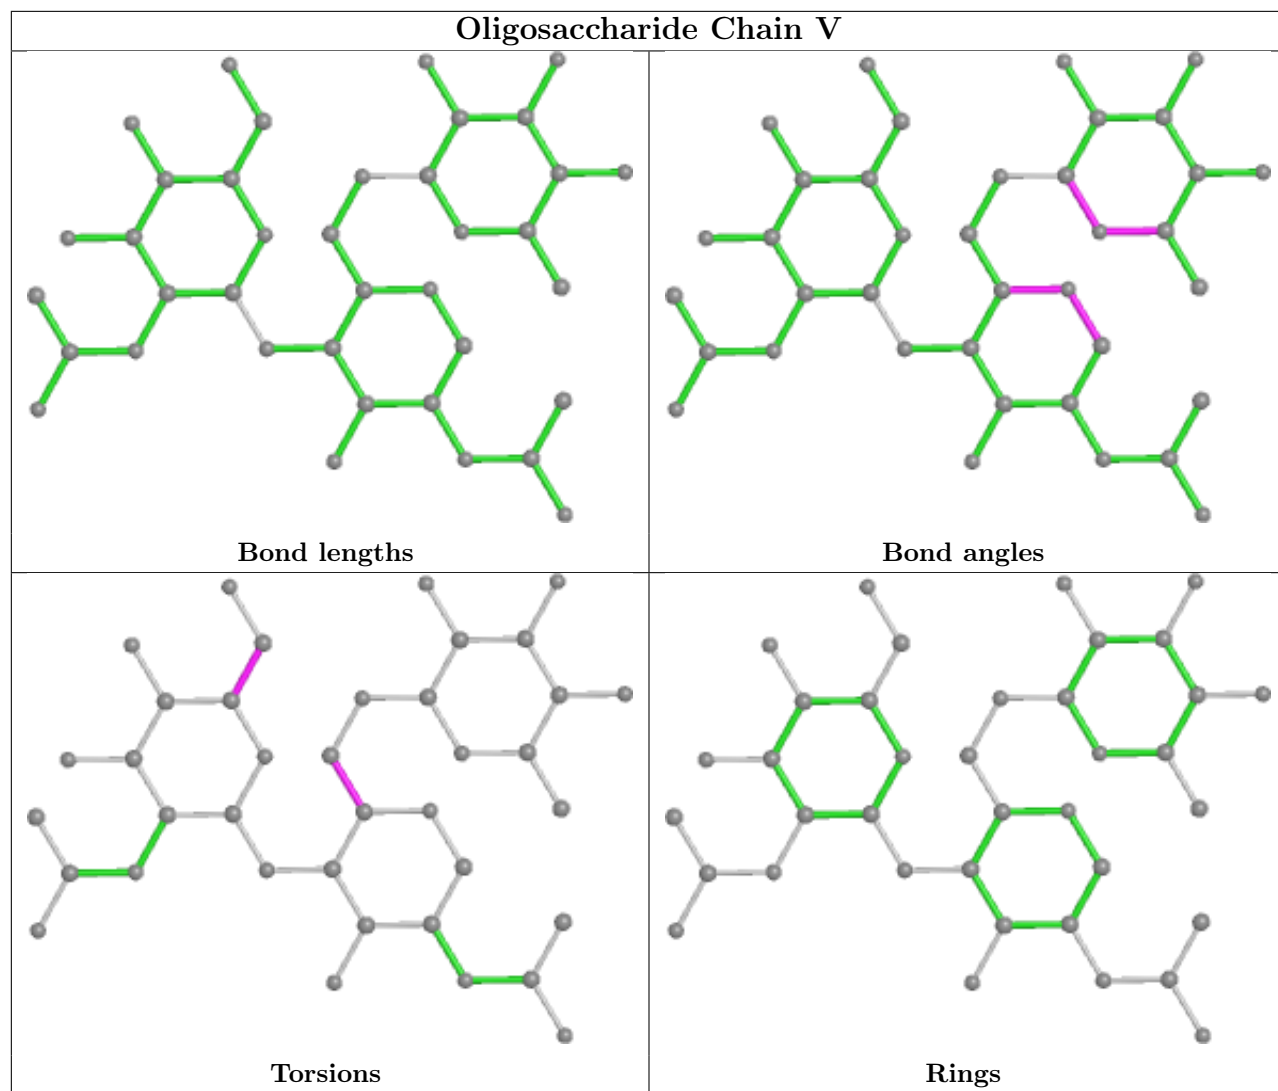 Oligosaccharide Chain V
Bond lengths
Bond angles
Torsions
Rings